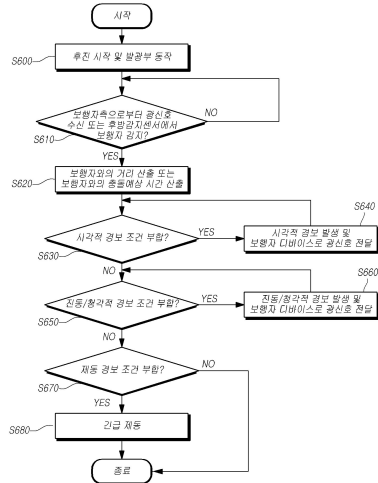 시작
후진 시작 및 발광부 동작
S600
보행자측으로부터 광신호
수신 또는 후방감지센서에서
보행자 검지?
NO
S610
YES
보행자와의 거리 산출 또는
보행자와의 충돌예상 시간 산출
S620
S640
시각적 경보 조건 부합?
YES
시각적 경보 발생 및
보행자 디바이스로 광신호 전달
S630
NO
S660
진동/청각적 경보 조건 부합?
YES
진동/청각적 경보 발생 및
보행자 디바이스로 광신호 전달
S650
NO
제동 경보 조건 부합?
NO
S670
YES
긴급 제동
S680
종료